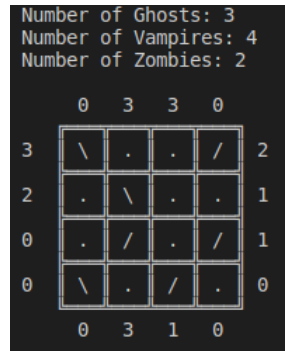 Number of Ghosts: 3
Number of Vampires: 4
Number of Zombies: 2
0 3 3 0
3 \ . . / 2
2 . \ . . 1
0 . / . / 1
0 \ . / . 0
0 3 1 0